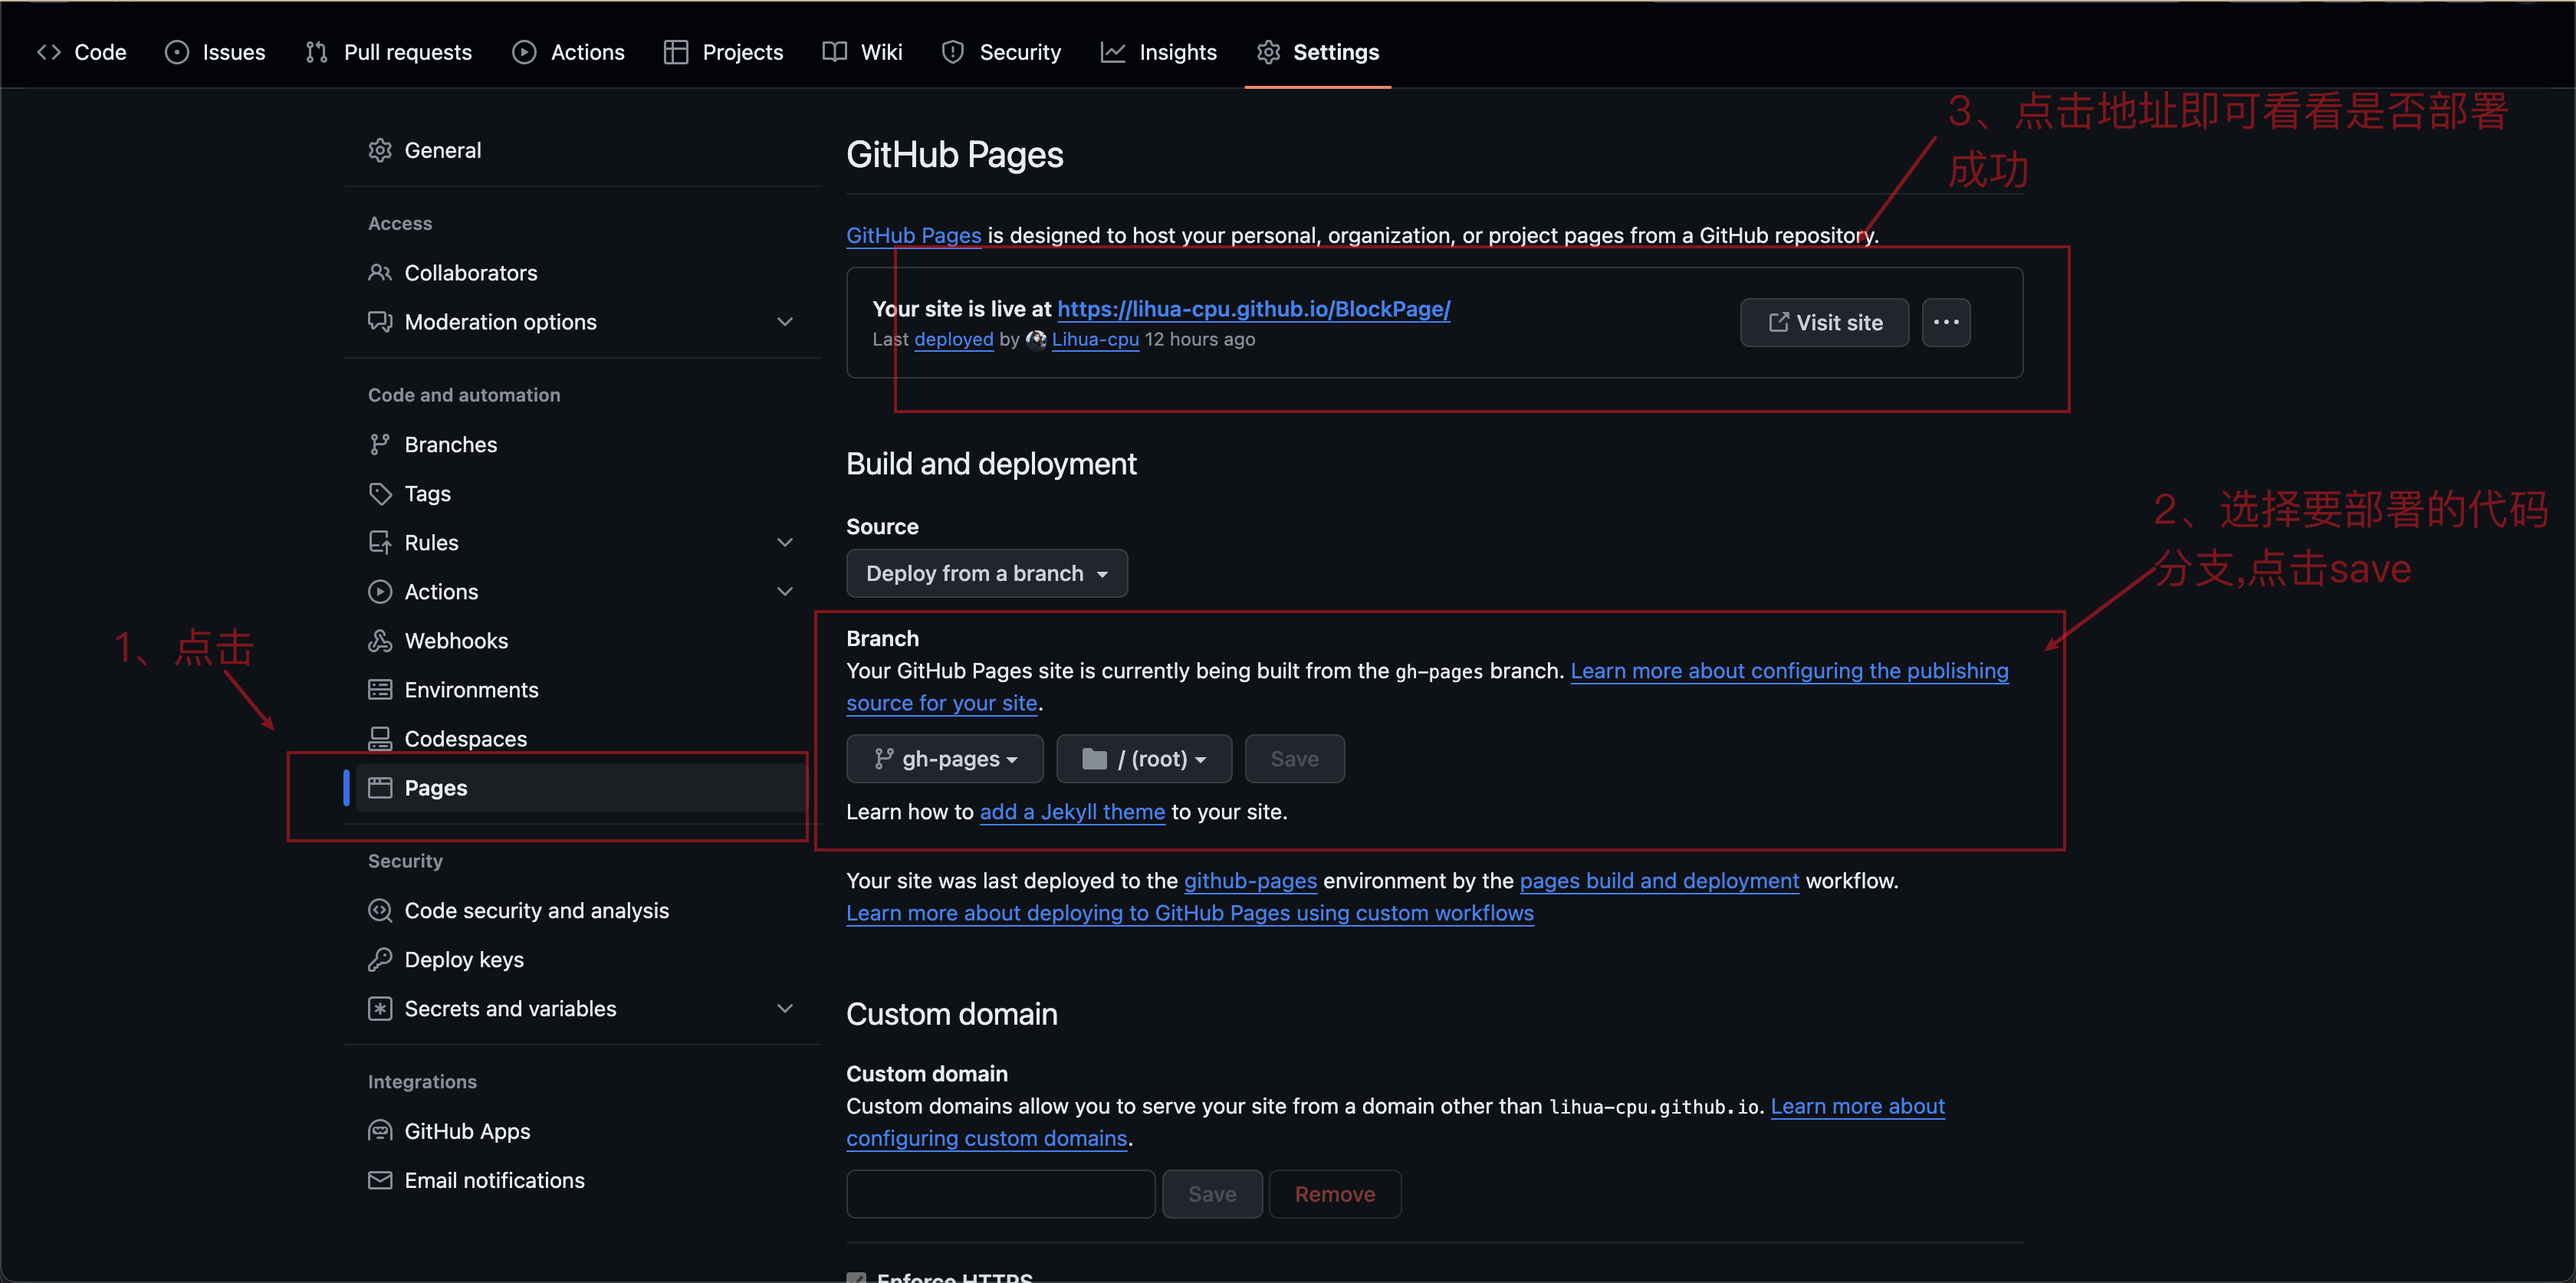 Code
Issues
Pull requests
Actions
Projects
Wiki
Security
Insights
Settings
General
Access
Collaborators
Moderation options
Code and automation
Branches
Tags
Rules
Actions
Webhooks
Environments
Codespaces
Pages
Security
Code security and analysis
Deploy keys
Secrets and variables
Integrations
GitHub Apps
Email notifications
1、点击
GitHub Pages
3、点击地址即可看看是否部署
成功
GitHub Pages is designed to host your personal, organization, or project pages from a GitHub repository.
Your site is live at https://lihua-cpu.github.io/BlockPage/
Last deployed by Lihua-cpu 12 hours ago
Visit site
Build and deployment
Source
Deploy from a branch
2、选择要部署的代码
分支,点击save
Branch
Your GitHub Pages site is currently being built from the gh-pages branch. Learn more about configuring the publishing
source for your site.
gh-pages
/ (root)
Save
Learn how to add a Jekyll theme to your site.
Your site was last deployed to the github-pages environment by the pages build and deployment workflow.
Learn more about deploying to GitHub Pages using custom workflows
Custom domain
Custom domain
Custom domains allow you to serve your site from a domain other than lihua-cpu.github.io. Learn more about
configuring custom domains.
Save
Remove
Enforce HTTPS